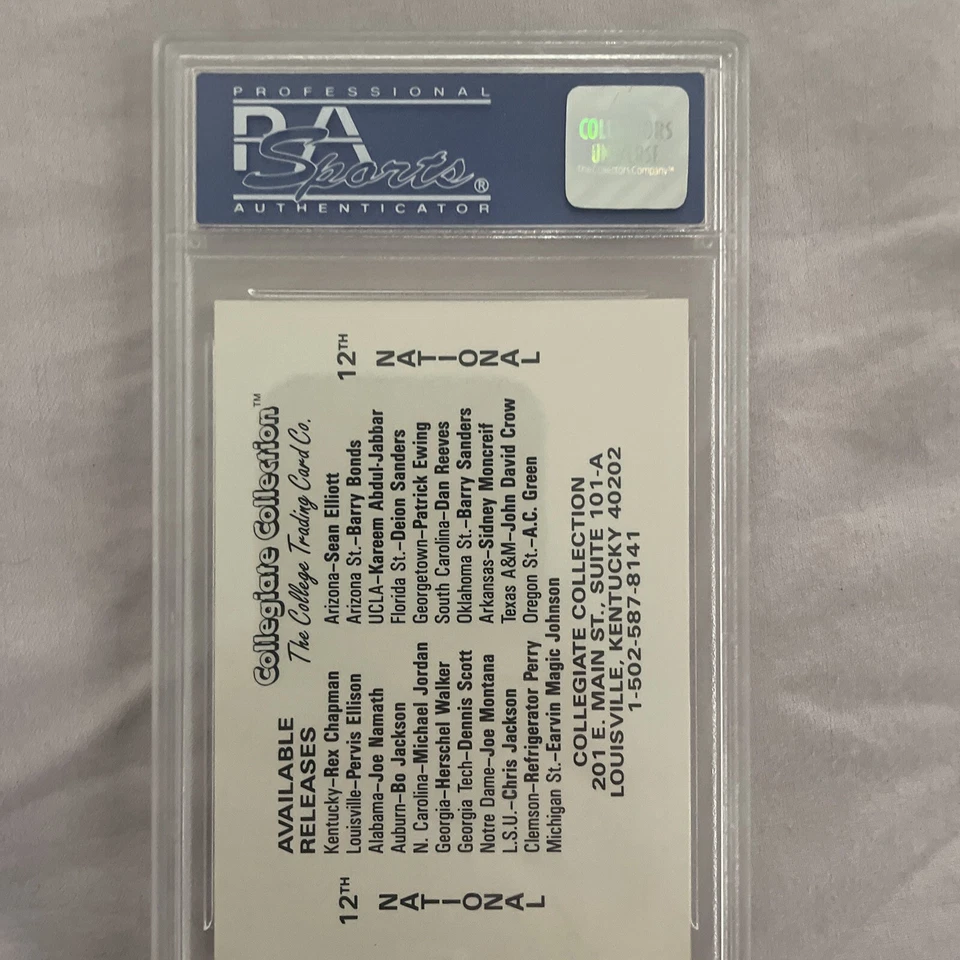 PROFESSIONAL
PSA
Sports®
AUTHENTICATOR
COLLECTORS
UNIVERSE
The Collectors Company™
Collegiate Collection™
The College Trading Card Co.
AVAILABLE
RELEASES
Kentucky–Rex Chapman
Louisville–Pervis Ellison
Alabama–Joe Namath
Auburn–Bo Jackson
N. Carolina–Michael Jordan
Georgia–Herschel Walker
Georgia Tech–Dennis Scott
Notre Dame–Joe Montana
L.S.U.–Chris Jackson
Clemson–Refrigerator Perry
Michigan St.–Earvin Magic Johnson
Arizona–Sean Elliott
Arizona St.–Barry Bonds
UCLA–Kareem Abdul-Jabbar
Florida St.–Deion Sanders
Georgetown–Patrick Ewing
South Carolina–Dan Reeves
Oklahoma St.–Barry Sanders
Arkansas–Sidney Moncreif
Texas A&M–John David Crow
Oregon St.–A.C. Green
COLLEGIATE COLLECTION
201 E. MAIN ST., SUITE 101-A
LOUISVILLE, KENTUCKY 40202
1-502-587-8141
12TH
NATIONAL
12TH
NATIONAL